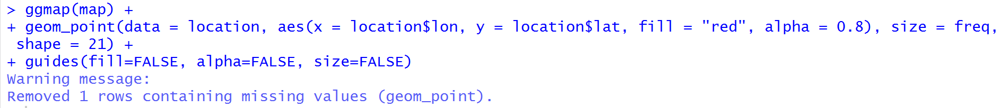 > ggmap(map) +
+ geom_point(data = location, aes(x = location$lon, y = location$lat, fill = "red", alpha = 0.8), size = freq,
 shape = 21) +
+ guides(fill=FALSE, alpha=FALSE, size=FALSE)
Warning message:
Removed 1 rows containing missing values (geom_point).